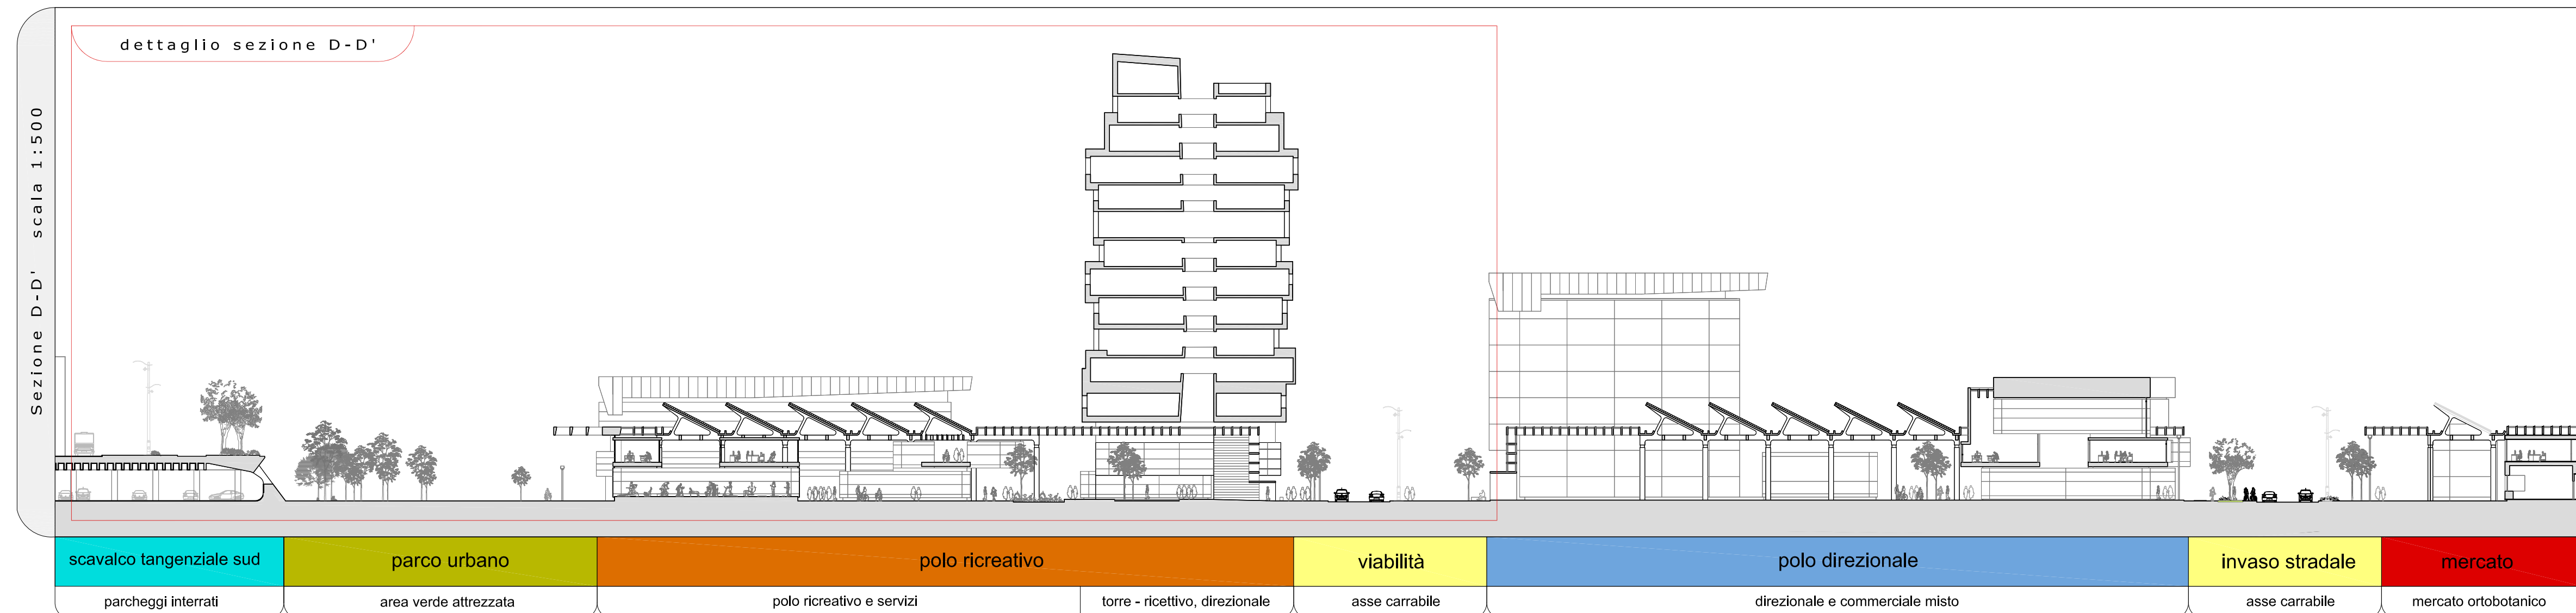 dettaglio sezione D-D'
Sezione D-D' scala 1:500
scavalco tangenziale sud
parco urbano
polo ricreativo
viabilità
polo direzionale
invaso stradale
mercato
parcheggi interrati
area verde attrezzata
polo ricreativo e servizi
torre - ricettivo, direzionale
asse carrabile
direzionale e commerciale misto
asse carrabile
mercato ortobotanico